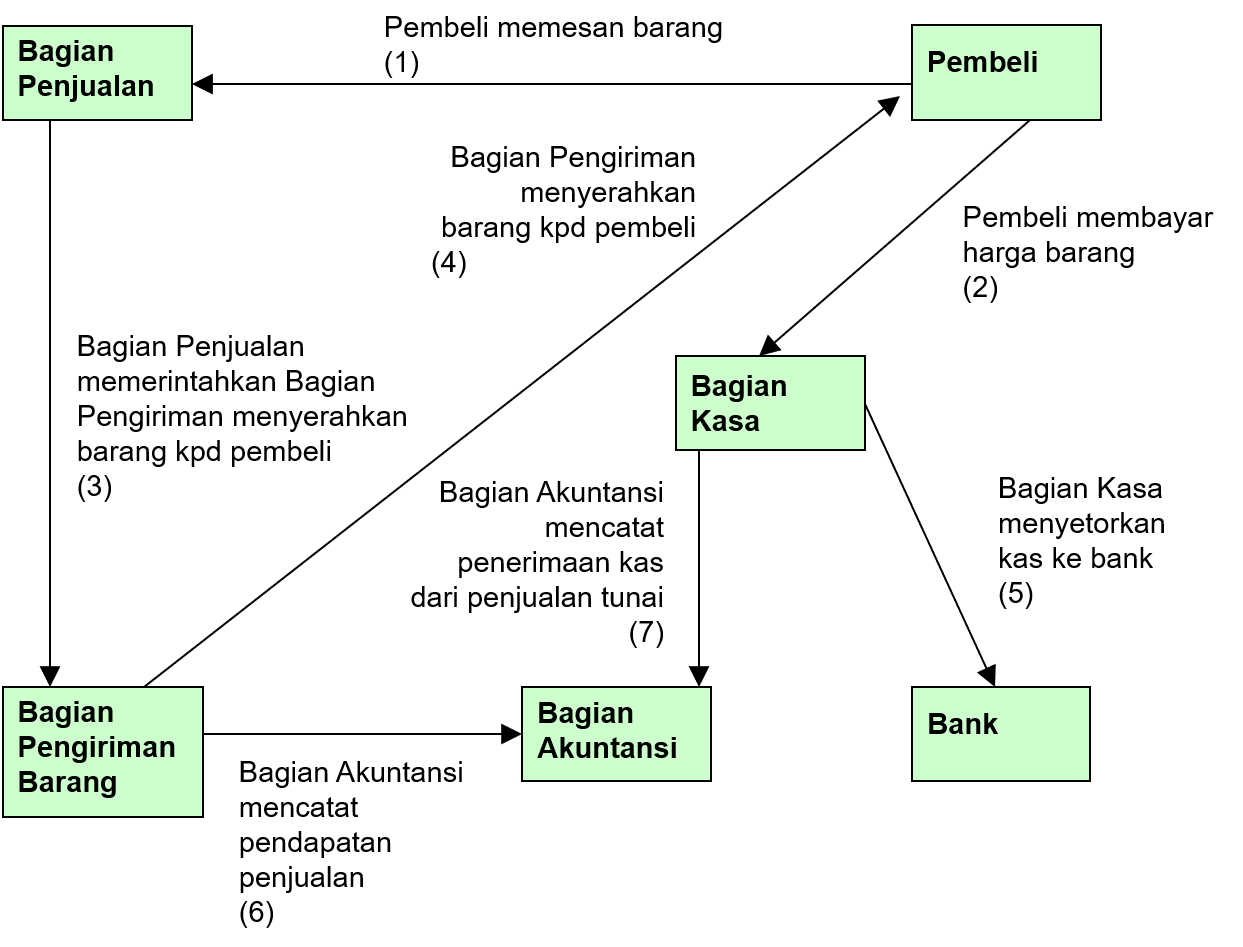 Pembeli memesan barang
(1)
Bagian
Penjualan
Pembeli
Bagian Pengiriman
menyerahkan
barang kpd pembeli
(4)
Pembeli membayar
harga barang
(2)
Bagian Penjualan
memerintahkan Bagian
Pengiriman menyerahkan
barang kpd pembeli
(3)
Bagian
Kasa
Bagian Akuntansi
mencatat
penerimaan kas
dari penjualan tunai
(7)
Bagian Kasa
menyetorkan
kas ke bank
(5)
Bagian
Pengiriman
Barang
Bagian
Akuntansi
Bank
Bagian Akuntansi
mencatat
pendapatan
penjualan
(6)